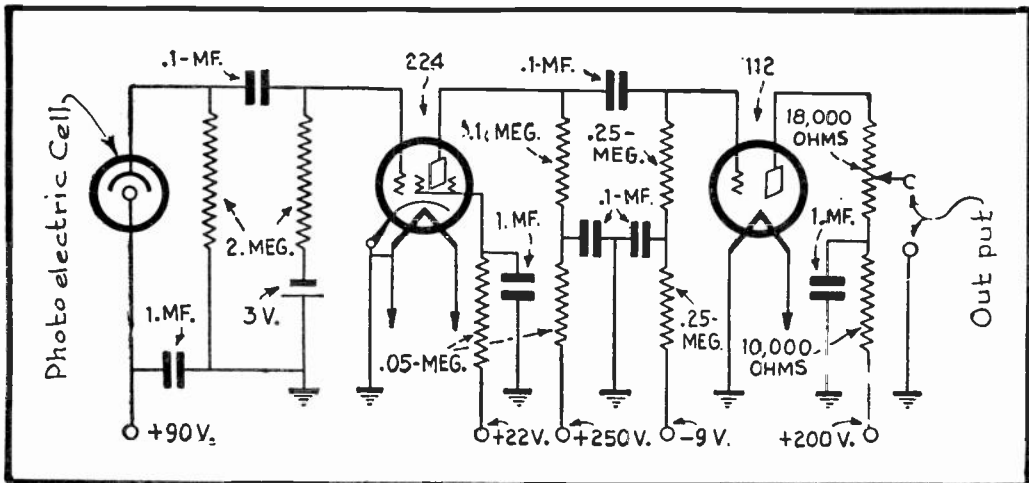 Photo electric Cell
.1-MF.
224
.1-MF.
112
18,000
OHMS
.1 MEG.
.25-
MEG.
.1-MF.
2. MEG.
1. MF.
1. MF.
Out put
3 V.
1. MF.
.05-MEG.
.25-
MEG.
10,000
OHMS
+90 V.
+22 V.
+250 V.
-9 V.
+200 V.